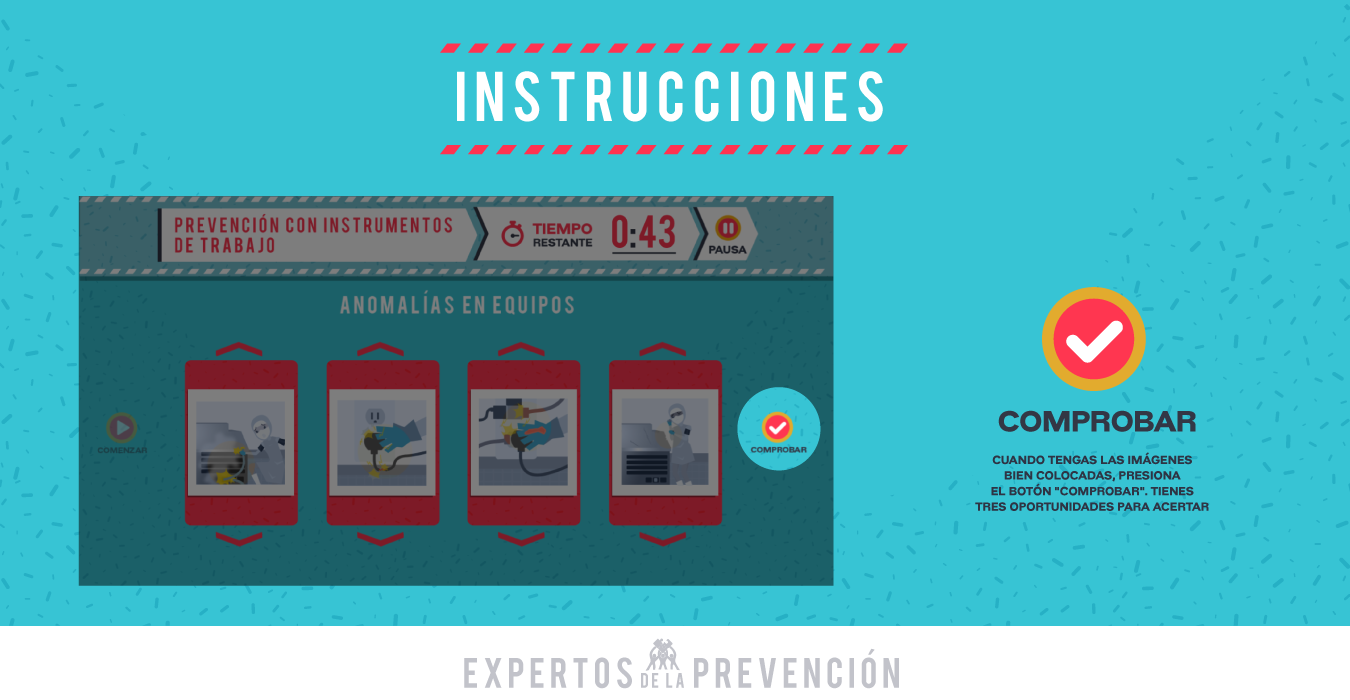 INSTRUCCIONES
PREVENCIÓN CON INSTRUMENTOS
DE TRABAJO
TIEMPO
RESTANTE
0:43
PAUSA
ANOMALÍAS EN EQUIPOS
COMENZAR
COMPROBAR
COMPROBAR
CUANDO TENGAS LAS IMÁGENES
BIEN COLOCADAS, PRESIONA
EL BOTÓN "COMPROBAR". TIENES
TRES OPORTUNIDADES PARA ACERTAR
EXPERTOS DE LA PREVENCIÓN